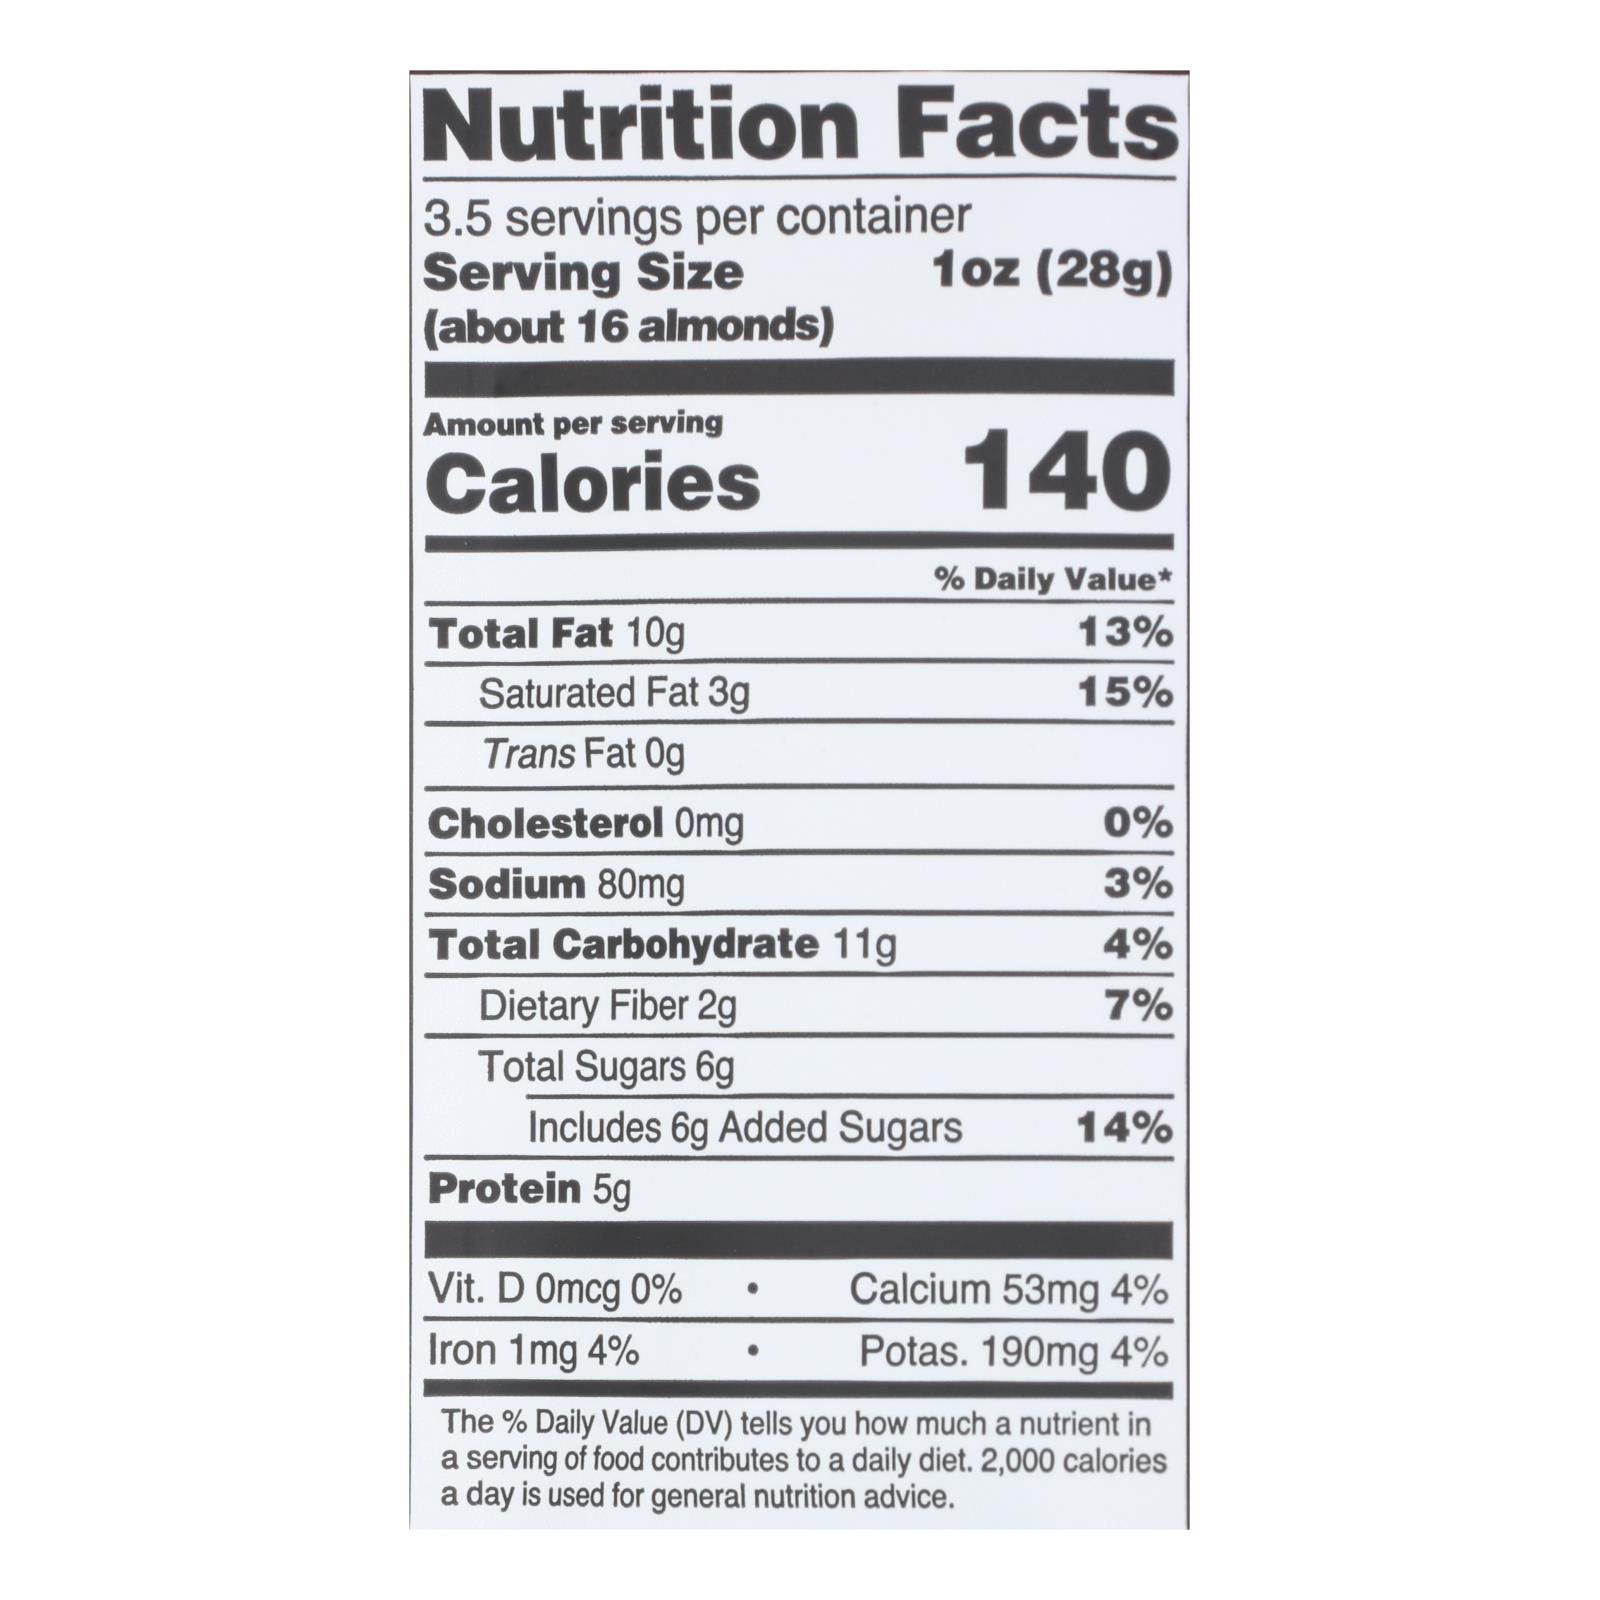 Nutrition Facts
3.5 servings per container
Serving Size 1oz (28g)
(about 16 almonds)
Amount per serving
Calories 140
% Daily Value*
Total Fat 10g 13%
Saturated Fat 3g 15%
Trans Fat 0g
Cholesterol 0mg 0%
Sodium 80mg 3%
Total Carbohydrate 11g 4%
Dietary Fiber 2g 7%
Total Sugars 6g
Includes 6g Added Sugars 14%
Protein 5g
Vit. D 0mcg 0% • Calcium 53mg 4%
Iron 1mg 4% • Potas. 190mg 4%
The % Daily Value (DV) tells you how much a nutrient in
a serving of food contributes to a daily diet. 2,000 calories
a day is used for general nutrition advice.